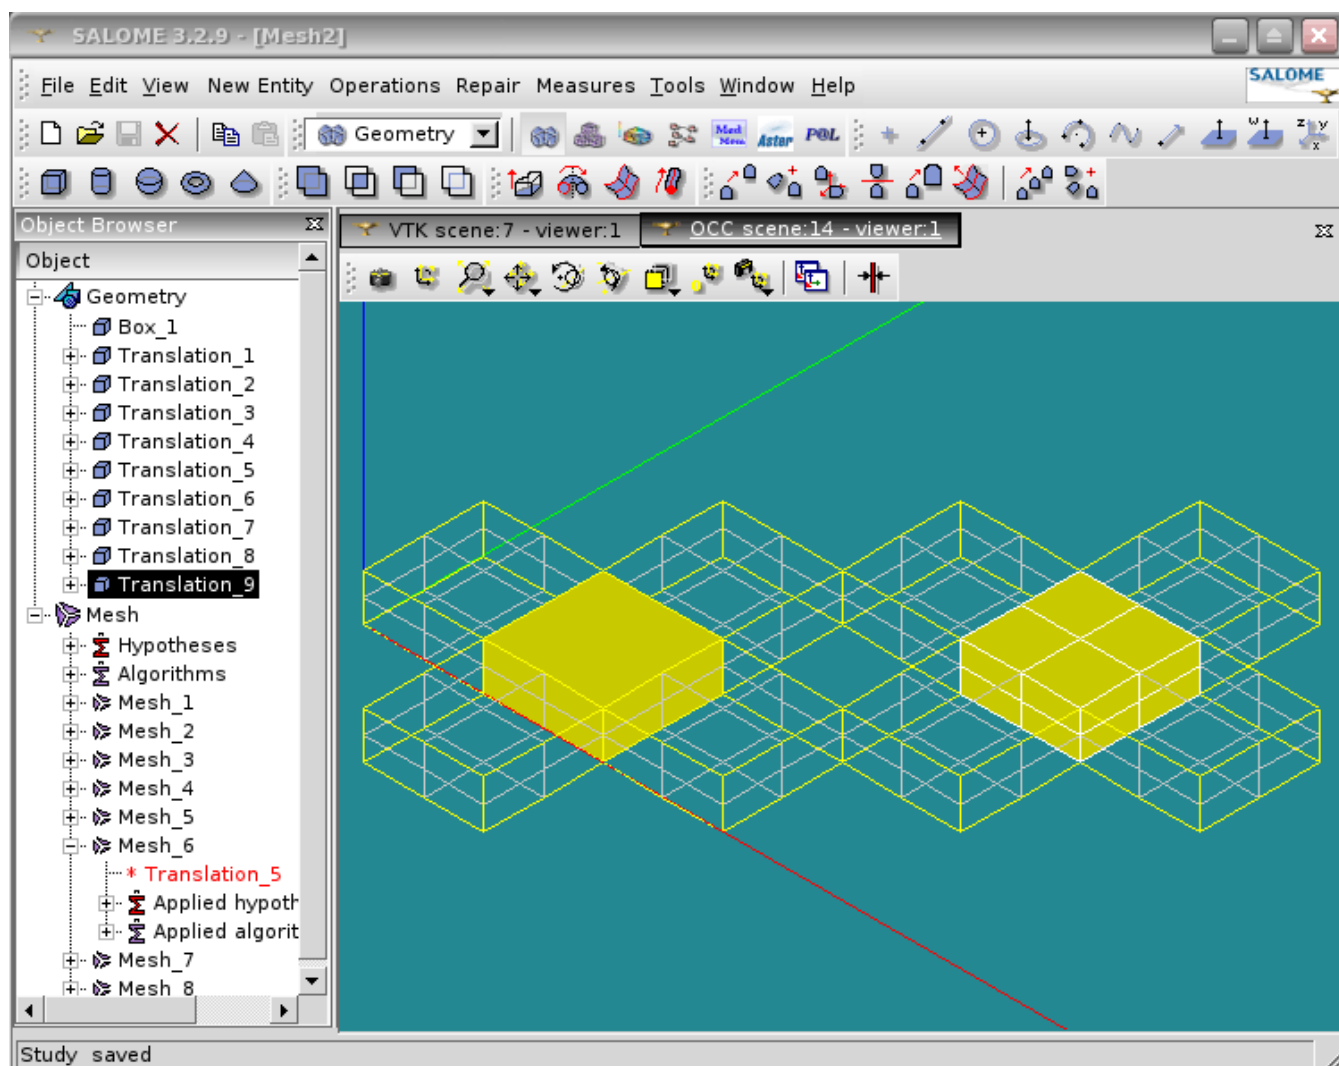 SALOME 3.2.9 - [Mesh2]
File Edit View New Entity Operations Repair Measures Tools Window Help
SALOME
Geometry
Med
Mem
Aster
POL
w
z y
x
Object Browser
VTK scene:7 - viewer:1
OCC scene:14 - viewer:1
Object
Geometry
Box_1
Translation_1
Translation_2
Translation_3
Translation_4
Translation_5
Translation_6
Translation_7
Translation_8
Translation_9
Mesh
Hypotheses
Algorithms
Mesh_1
Mesh_2
Mesh_3
Mesh_4
Mesh_5
Mesh_6
* Translation_5
Applied hypoth
Applied algorit
Mesh_7
Mesh_8
Study saved